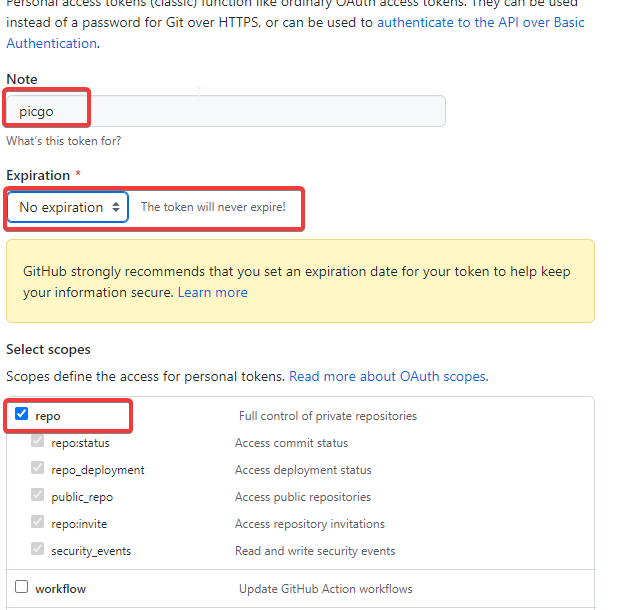 Personal access tokens (classic) function like ordinary OAuth access tokens. They can be used
instead of a password for Git over HTTPS, or can be used to authenticate to the API over Basic
Authentication.
Note
picgo
What's this token for?
Expiration *
No expiration The token will never expire!
GitHub strongly recommends that you set an expiration date for your token to help keep
your information secure. Learn more
Select scopes
Scopes define the access for personal tokens. Read more about OAuth scopes.
repo Full control of private repositories
repo:status Access commit status
repo_deployment Access deployment status
public_repo Access public repositories
repo:invite Access repository invitations
security_events Read and write security events
workflow Update GitHub Action workflows